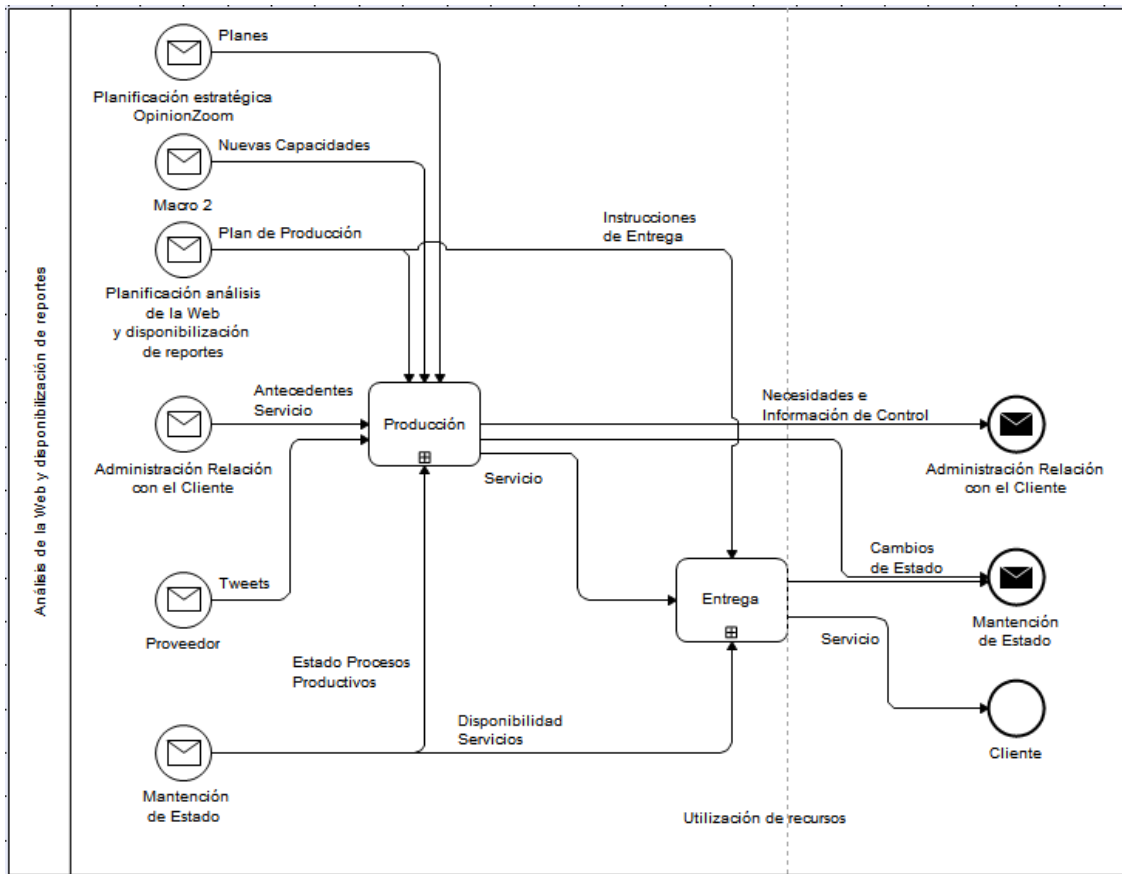 Análisis de la Web y disponibilización de reportes
Planes
Planificación estratégica
OpinionZoom
Nuevas Capacidades
Macro 2
Plan de Producción
Instrucciones
de Entrega
Planificación análisis
de la Web
y disponibilización
de reportes
Antecedentes
Servicio
Administración Relación
con el Cliente
Producción
Necesidades e
Información de Control
Administración Relación
con el Cliente
Servicio
Tweets
Proveedor
Entrega
Cambios
de Estado
Mantención
de Estado
Servicio
Estado Procesos
Productivos
Disponibilidad
Servicios
Cliente
Mantención
de Estado
Utilización de recursos